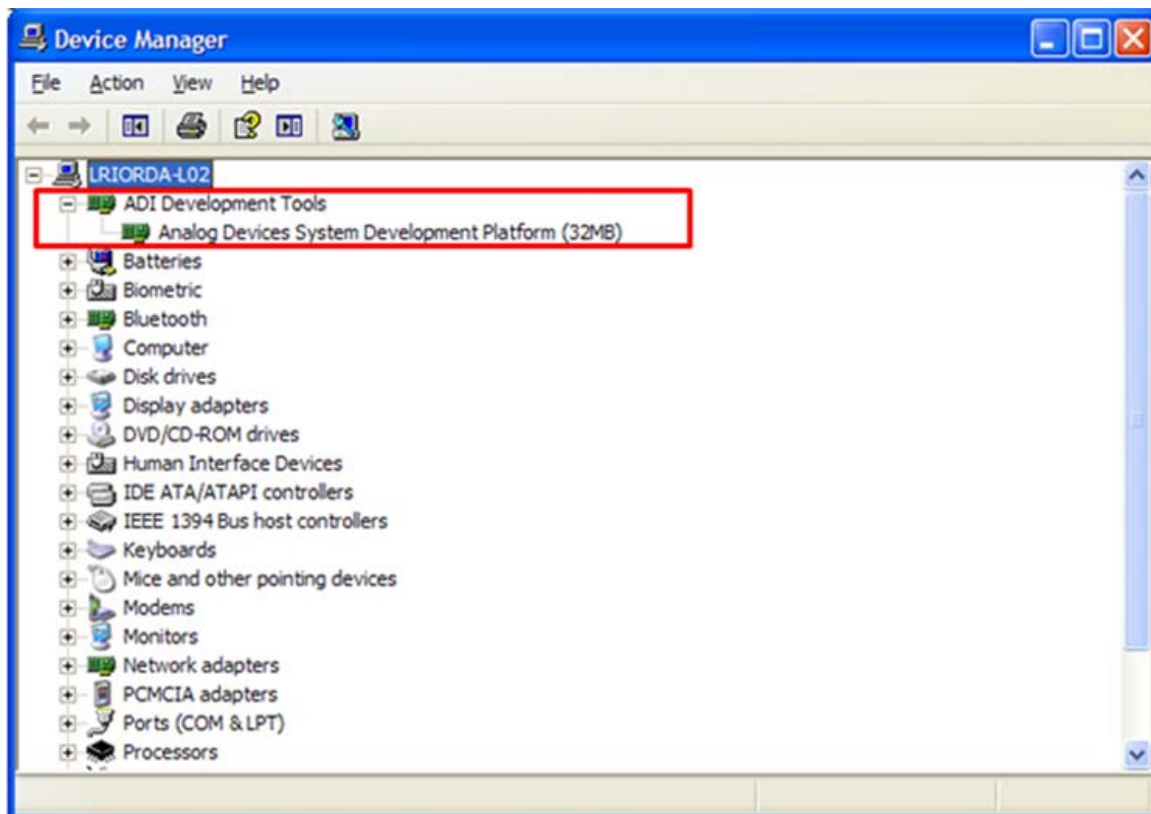 Device Manager
File Action View Help
LRIORDA-L02
ADI Development Tools
Analog Devices System Development Platform (32MB)
Batteries
Biometric
Bluetooth
Computer
Disk drives
Display adapters
DVD/CD-ROM drives
Human Interface Devices
IDE ATA/ATAPI controllers
IEEE 1394 Bus host controllers
Keyboards
Mice and other pointing devices
Modems
Monitors
Network adapters
PCMCIA adapters
Ports (COM & LPT)
Processors